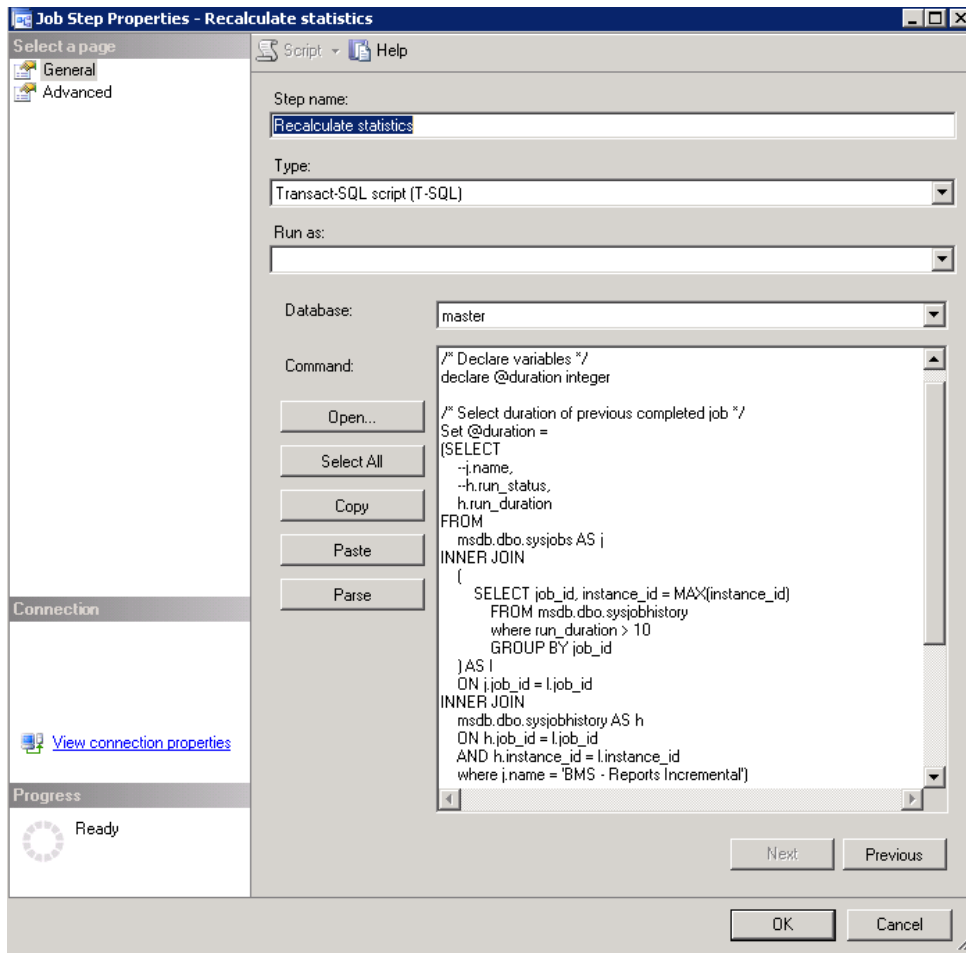 Job Step Properties - Recalculate statistics
Select a page
General
Advanced
Script
Help
Step name:
Recalculate statistics
Type:
Transact-SQL script (T-SQL)
Run as:
Database:
master
Command:
Open...
Select All
Copy
Paste
Parse
/* Declare variables */
declare @duration integer
/* Select duration of previous completed job */
Set @duration =
(SELECT
--j.name,
--h.run_status,
h.run_duration
FROM
msdb.dbo.sysjobs AS j
INNER JOIN
(
SELECT job_id, instance_id = MAX(instance_id)
FROM msdb.dbo.sysjobhistory
where run_duration > 10
GROUP BY job_id
) AS l
ON j.job_id = l.job_id
INNER JOIN
msdb.dbo.sysjobhistory AS h
ON h.job_id = l.job_id
AND h.instance_id = l.instance_id
where j.name = 'BMS - Reports Incremental')
Connection
View connection properties
Progress
Ready
Next
Previous
OK
Cancel